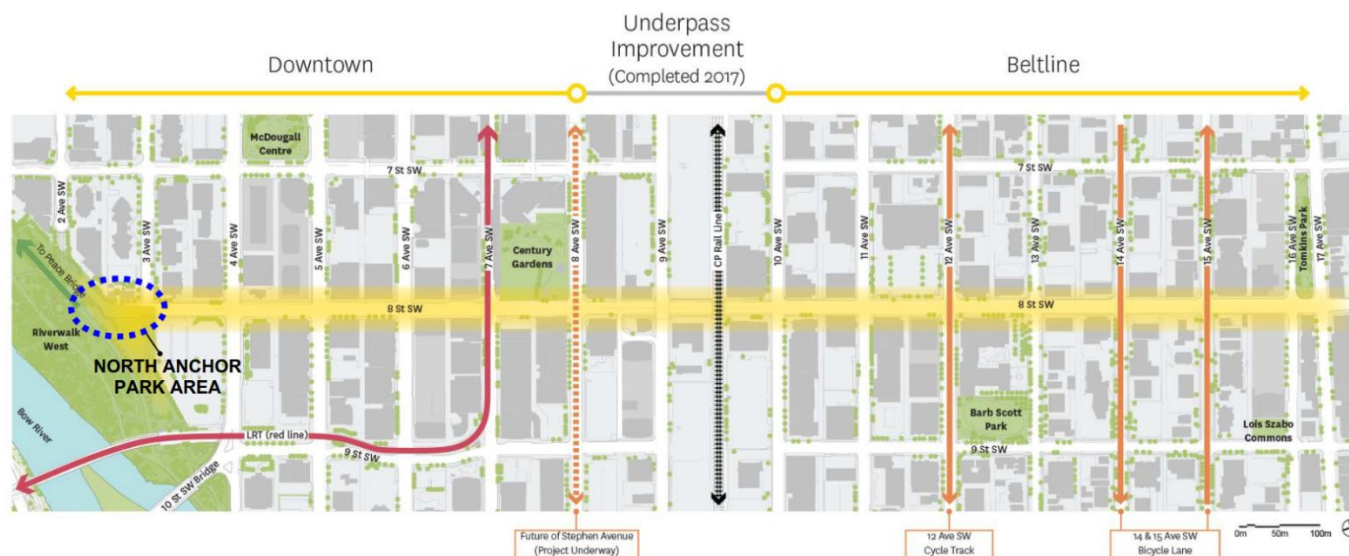 Downtown
Underpass
Improvement
(Completed 2017)
Beltline
McDougall
Centre
7 St SW
7 St SW
2 Ave SW
3 Ave SW
4 Ave SW
5 Ave SW
6 Ave SW
7 Ave SW
Century
Gardens
8 Ave SW
9 Ave SW
CP Rail Line
10 Ave SW
11 Ave SW
12 Ave SW
13 Ave SW
14 Ave SW
15 Ave SW
16 Ave SW
Tomkins Park
17 Ave SW
To Peace Bridge
8 St SW
8 St SW
Riverwalk
West
NORTH ANCHOR
PARK AREA
Bow River
LRT (red line)
9 St SW
10 St SW Bridge
Barb Scott
Park
9 St SW
Lois Szabo
Commons
Future of Stephen Avenue
(Project Underway)
12 Ave SW
Cycle Track
14 & 15 Ave SW
Bicycle Lane
0m 50m 100m